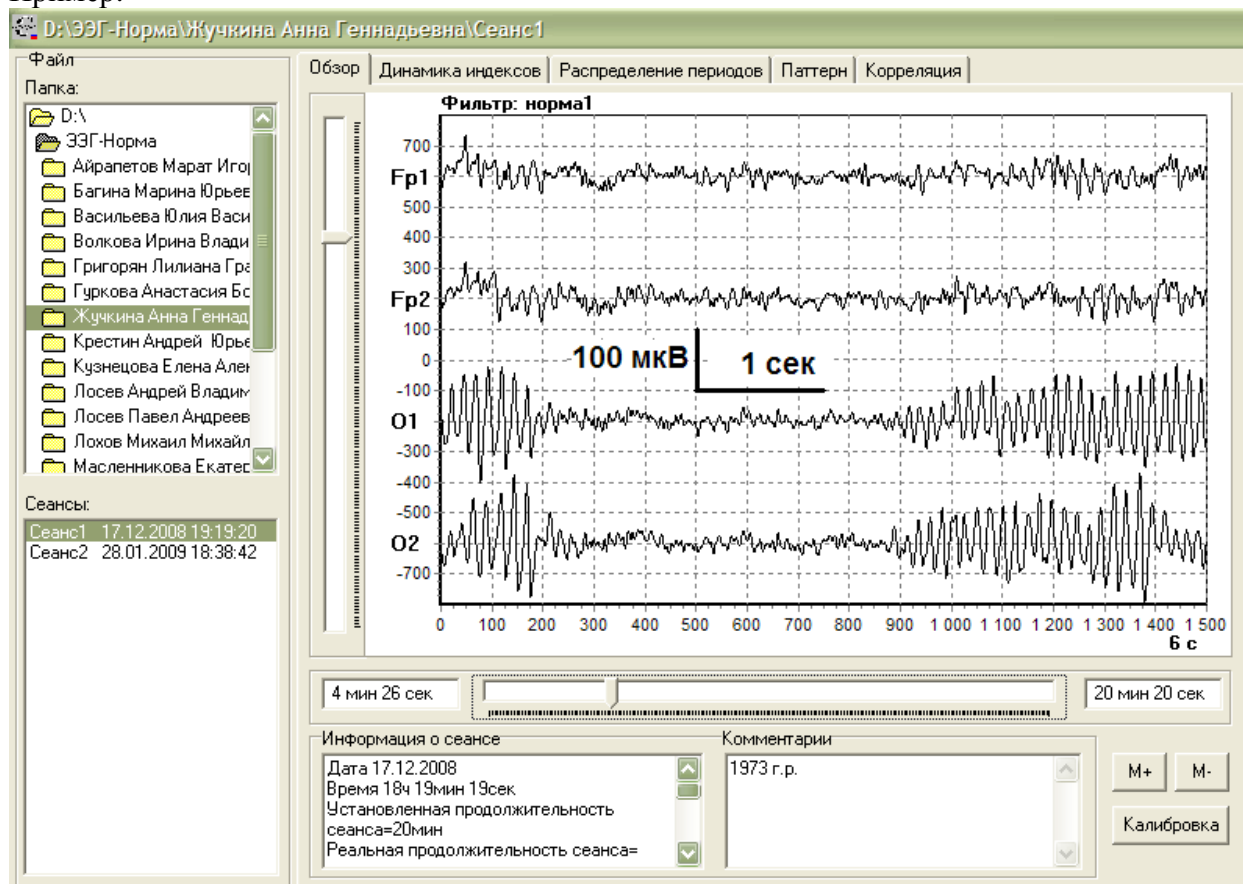 Пример:
D:\ЭЭГ-Норма\Жучкина Анна Геннадьевна\Сеанс1
Файл
Папка:
D:\
ЭЭГ-Норма
Айрапетов Марат Иго
Багина Марина Юрьев
Васильева Юлия Васи
Волкова Ирина Влади
Григорян Лилиана Гра
Гуркова Анастасия Бс
Жучкина Анна Геннад
Крестин Андрей Юрье
Кузнецова Елена Але
Лосев Андрей Владим
Лосев Павел Андреев
Лохов Михаил Михайл
Масленникова Екатер
Сеансы:
Сеанс1 17.12.2008 19:19:20
Сеанс2 28.01.2009 18:38:42
Обзор
Динамика индексов
Распределение периодов
Паттерн
Корреляция
Фильтр: норма1
700
Fp1
500
400
300
Fp2
100
0
-100
O1
-300
-400
-500
O2
-700
100 мкВ
1 сек
0 100 200 300 400 500 600 700 800 900 1 000 1 100 1 200 1 300 1 400 1 500
6 с
4 мин 26 сек
20 мин 20 сек
Информация о сеансе
Дата 17.12.2008
Время 18ч 19мин 19сек
Установленная продолжительность
сеанса=20мин
Реальная продолжительность сеанса=
Комментарии
1973 г.р.
М+
М-
Калибровка